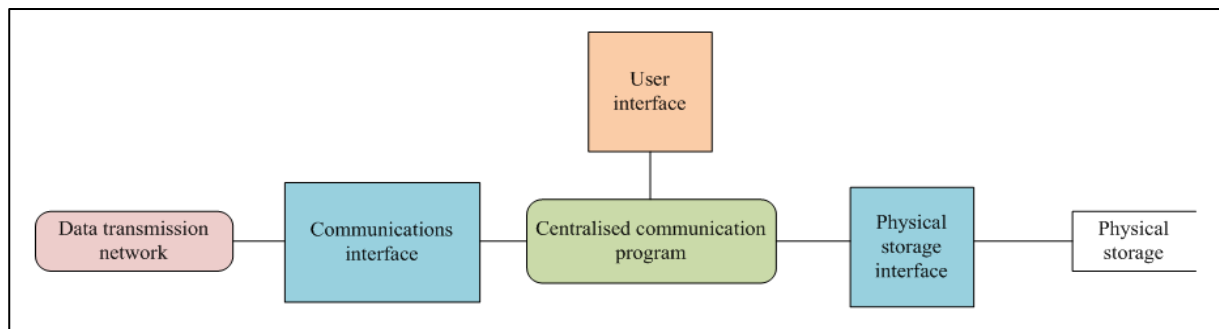 User
interface
Data transmission
network
Communications
interface
Centralised communication
program
Physical
storage
interface
Physical
storage